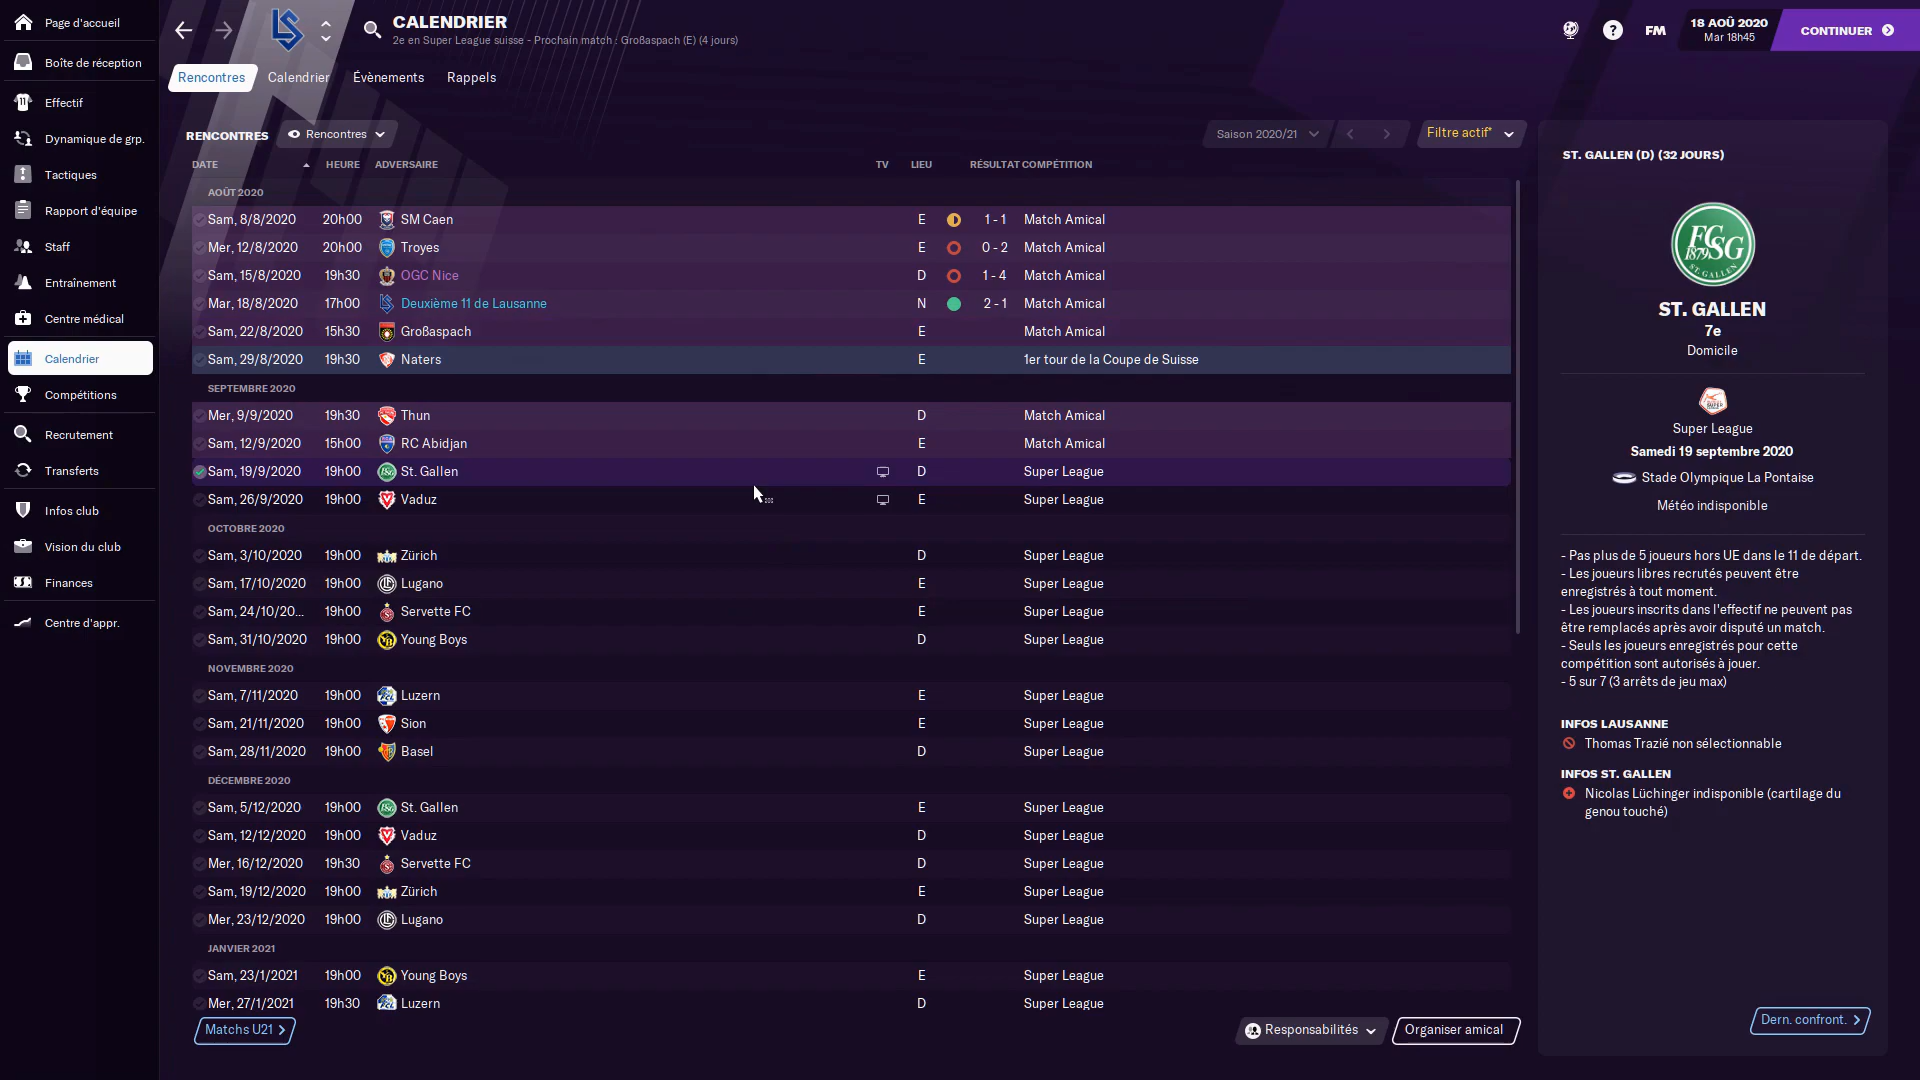 Page d'accueil
Boîte de réception
Effectif
Dynamique de grp.
Tactiques
Rapport d'équipe
Staff
Entraînement
Centre médical
Calendrier
Compétitions
Recrutement
Transferts
Infos club
Vision du club
Finances
Centre d'appr.
CALENDRIER
2e en Super League suisse - Prochain match : Großaspach (E) (4 jours)
FM
18 AOÛ 2020
Mar 18h45
CONTINUER
Rencontres Calendrier Évènements Rappels
RENCONTRES Rencontres Saison 2020/21 Filtre actif*
DATE HEURE ADVERSAIRE TV LIEU RÉSULTAT COMPÉTITION
AOÛT 2020
Sam, 8/8/2020 20h00 SM Caen E 1 - 1 Match Amical
Mer, 12/8/2020 20h00 Troyes E 0 - 2 Match Amical
Sam, 15/8/2020 19h30 OGC Nice D 1 - 4 Match Amical
Mar, 18/8/2020 17h00 Deuxième 11 de Lausanne N 2 - 1 Match Amical
Sam, 22/8/2020 15h30 Großaspach E Match Amical
Sam, 29/8/2020 19h30 Naters E 1er tour de la Coupe de Suisse
SEPTEMBRE 2020
Mer, 9/9/2020 19h30 Thun D Match Amical
Sam, 12/9/2020 15h00 RC Abidjan E Match Amical
Sam, 19/9/2020 19h00 St. Gallen D Super League
Sam, 26/9/2020 19h00 Vaduz E Super League
OCTOBRE 2020
Sam, 3/10/2020 19h00 Zürich D Super League
Sam, 17/10/2020 19h00 Lugano E Super League
Sam, 24/10/20... 19h00 Servette FC E Super League
Sam, 31/10/2020 19h00 Young Boys D Super League
NOVEMBRE 2020
Sam, 7/11/2020 19h00 Luzern E Super League
Sam, 21/11/2020 19h00 Sion E Super League
Sam, 28/11/2020 19h00 Basel D Super League
DÉCEMBRE 2020
Sam, 5/12/2020 19h00 St. Gallen E Super League
Sam, 12/12/2020 19h00 Vaduz D Super League
Mer, 16/12/2020 19h30 Servette FC D Super League
Sam, 19/12/2020 19h00 Zürich E Super League
Mer, 23/12/2020 19h00 Lugano D Super League
JANVIER 2021
Sam, 23/1/2021 19h00 Young Boys E Super League
Mer, 27/1/2021 19h30 Luzern D Super League
Matchs U21
Responsabilités
Organiser amical
ST. GALLEN (D) (32 JOURS)
FCSG
1879
ST. GALLEN
ST. GALLEN
7e
Domicile
Super League
Samedi 19 septembre 2020
Stade Olympique La Pontaise
Météo indisponible
- Pas plus de 5 joueurs hors UE dans le 11 de départ.
- Les joueurs libres recrutés peuvent être
enregistrés à tout moment.
- Les joueurs inscrits dans l'effectif ne peuvent pas
être remplacés après avoir disputé un match.
- Seuls les joueurs enregistrés pour cette
compétition sont autorisés à jouer.
- 5 sur 7 (3 arrêts de jeu max)
INFOS LAUSANNE
Thomas Trazié non sélectionnable
INFOS ST. GALLEN
Nicolas Lüchinger indisponible (cartilage du
genou touché)
Dern. confront.